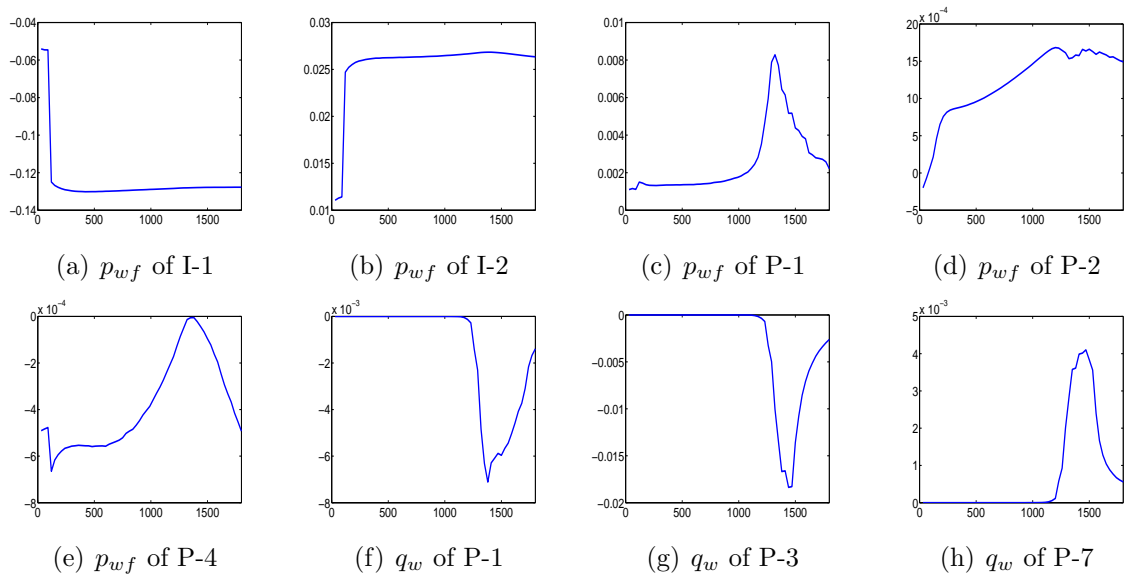 −0.04
−0.06
−0.08
−0.1
−0.12
−0.14
0 500 1000 1500
(a) p_wf of I-1
0.03
0.025
0.02
0.015
0.01
0 500 1000 1500
(b) p_wf of I-2
0.01
0.008
0.006
0.004
0.002
0
0 500 1000 1500
(c) p_wf of P-1
x 10⁻⁴
20
15
10
5
0
−5
0 500 1000 1500
(d) p_wf of P-2
x 10⁻⁴
0
−2
−4
−6
−8
0 500 1000 1500
(e) p_wf of P-4
x 10⁻³
0
−2
−4
−6
−8
0 500 1000 1500
(f) q_w of P-1
0
−0.005
−0.01
−0.015
−0.02
0 500 1000 1500
(g) q_w of P-3
x 10⁻³
5
4
3
2
1
0
0 500 1000 1500
(h) q_w of P-7